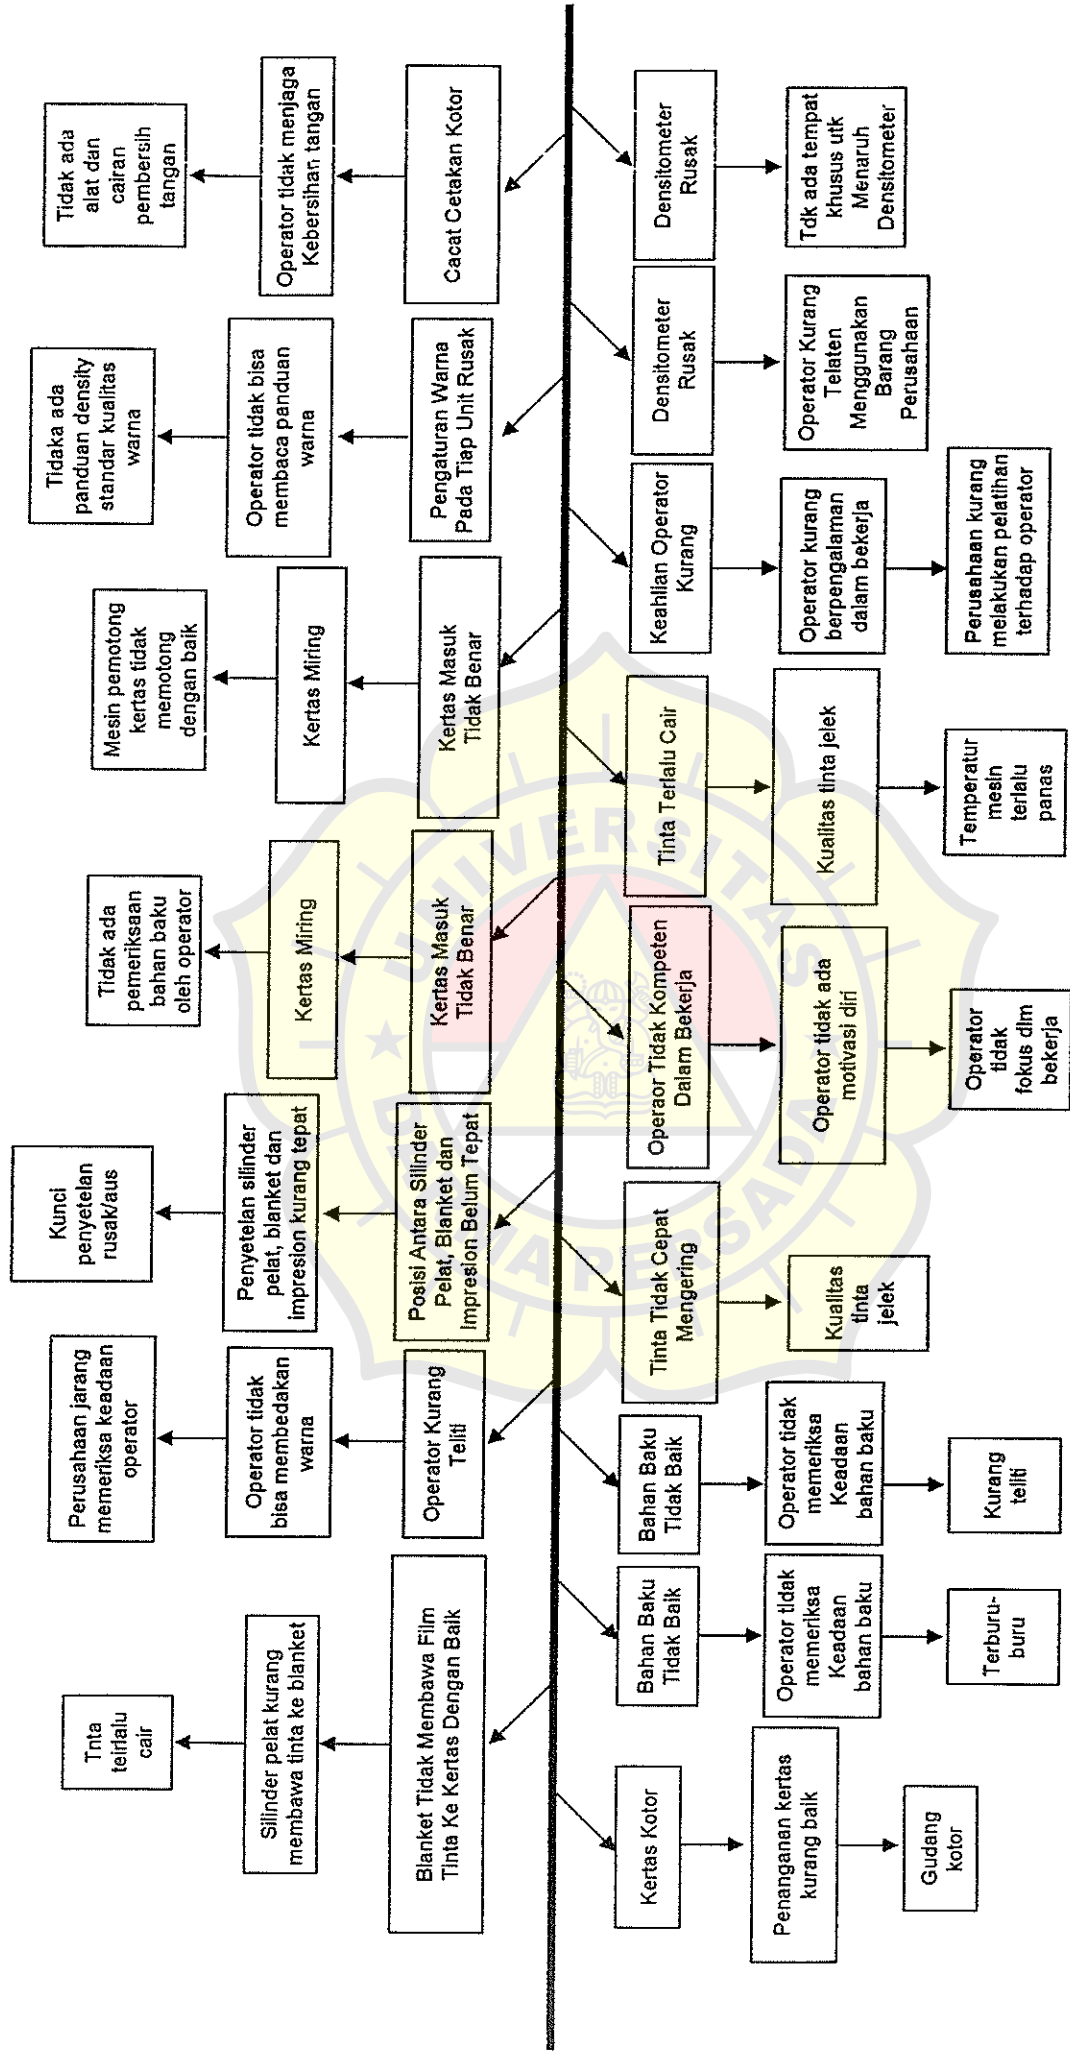 Tnta
teirlalu
cair
Silinder pelat kurang
membawa tinta ke blanket
Blanket Tidak Membawa Film
Tinta Ke Kertas Dengan Baik
Perusahaan jarang
memeriksa keadaan
operator
Operator tidak
bisa membedakan
warna
Operator Kurang
Teliti
Kunci
penyetelan
rusak/aus
Penyetelan silinder
pelat, blanket dan
impresion kurang tepat
Posisi Antara Silinder
Pelat, Blanket dan
Impresion Belum Tepat
Tidak ada
pemeriksaan
bahan baku
oleh operator
Kertas Miring
Kertas Masuk
Tidak Benar
Mesin pemotong
kertas tidak
memotong
dengan baik
Kertas Miring
Kertas Masuk
Tidak Benar
Tidaka ada
panduan density
standar kualitas
warna
Operator tidak bisa
membaca panduan
warna
Pengaturan Warna
Pada Tiap Unit Rusak
Tidak ada
alat dan
cairan
pembersih
tangan
Operator tidak menjaga
Kebersihan tangan
Cacat Cetakan Kotor
Kertas Kotor
Penanganan kertas
kurang baik
Gudang
kotor
Bahan Baku
Tidak Baik
Operator tidak
memeriksa
Keadaan
bahan baku
Terburu-
buru
Bahan Baku
Tidak Baik
Operator tidak
memeriksa
Keadaan
bahan baku
Kurang
teliti
Tinta Tidak Cepat
Mengering
Kualitas
tinta
jelek
Operaor Tidak Kompeten
Dalam Bekerja
Operator tidak ada
motivasi diri
Operator
tidak
fokus dlm
bekerja
Tinta Terlalu Cair
Kualitas tinta jelek
Temperatur
mesin
terlalu
panas
Keahlian Operator
Kurang
Operator kurang
berpengalaman
dalam bekerja
Perusahaan kurang
melakukan pelatihan
terhadap operator
Densitometer
Rusak
Operator Kurang
Telaten
Menggunakan
Barang
Perusahaan
Densitometer
Rusak
Tdk ada tempat
khusus utk
Menaruh
Densitometer
UNIVERSITAS
DARMA PERSADA